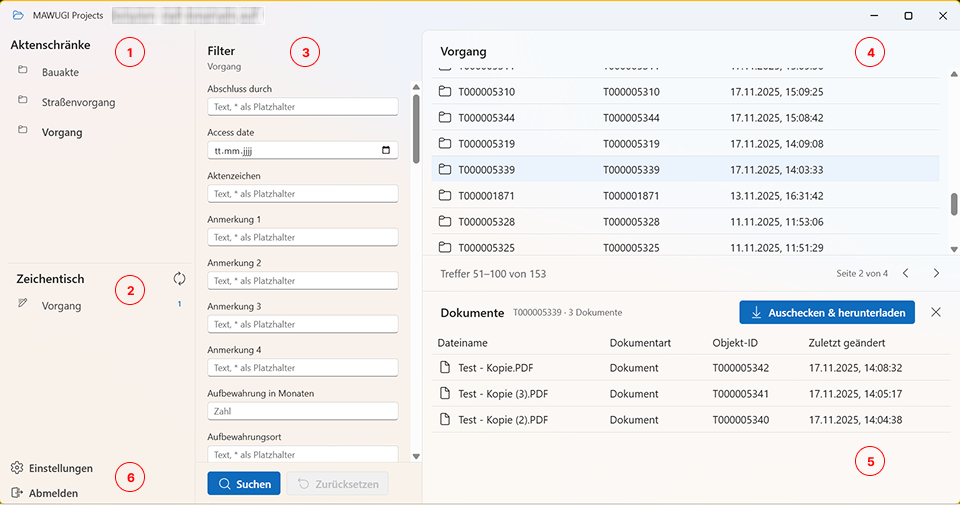 MAWUGI Projects
Aktenschränke
1
Bauakte
Straßenvorgang
Vorgang
Zeichentisch
2
Vorgang
1
Einstellungen
6
Abmelden
Filter
3
Vorgang
Abschluss durch
Text, * als Platzhalter
Access date
tt.mm.jjjj
Aktenzeichen
Text, * als Platzhalter
Anmerkung 1
Text, * als Platzhalter
Anmerkung 2
Text, * als Platzhalter
Anmerkung 3
Text, * als Platzhalter
Anmerkung 4
Text, * als Platzhalter
Aufbewahrung in Monaten
Zahl
Aufbewahrungsort
Text, * als Platzhalter
Suchen
Zurücksetzen
Vorgang
4
T000005310 T000005310 17.11.2025, 15:09:25
T000005344 T000005344 17.11.2025, 15:08:42
T000005319 T000005319 17.11.2025, 14:09:08
T000005339 T000005339 17.11.2025, 14:03:33
T000001871 T000001871 13.11.2025, 16:31:42
T000005328 T000005328 11.11.2025, 11:53:06
T000005325 T000005325 11.11.2025, 11:51:29
Treffer 51–100 von 153
Seite 2 von 4
Dokumente T000005339 · 3 Dokumente
Auschecken & herunterladen
Dateiname Dokumentart Objekt-ID Zuletzt geändert
Test - Kopie.PDF Dokument T000005342 17.11.2025, 14:08:32
Test - Kopie (3).PDF Dokument T000005341 17.11.2025, 14:05:17
Test - Kopie (2).PDF Dokument T000005340 17.11.2025, 14:04:38
5